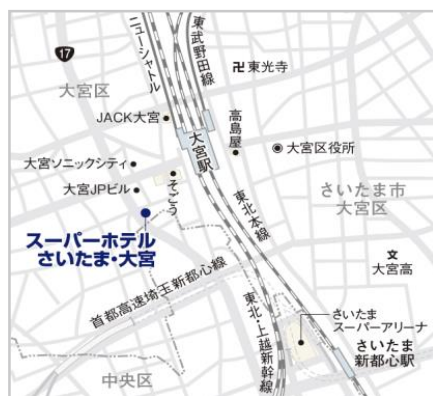 17
ニューシャトル
東武野田線
卍東光寺
大宮区
JACK大宮
高島屋
大宮駅
大宮区役所
大宮ソニックシティ
そごう
大宮JPビル
さいたま市
大宮区
東北本線
スーパーホテル
さいたま・大宮
文
大宮高
首都高速埼玉新都心線
さいたま
スーパーアリーナ
東北・上越新幹線
さいたま
新都心駅
中央区